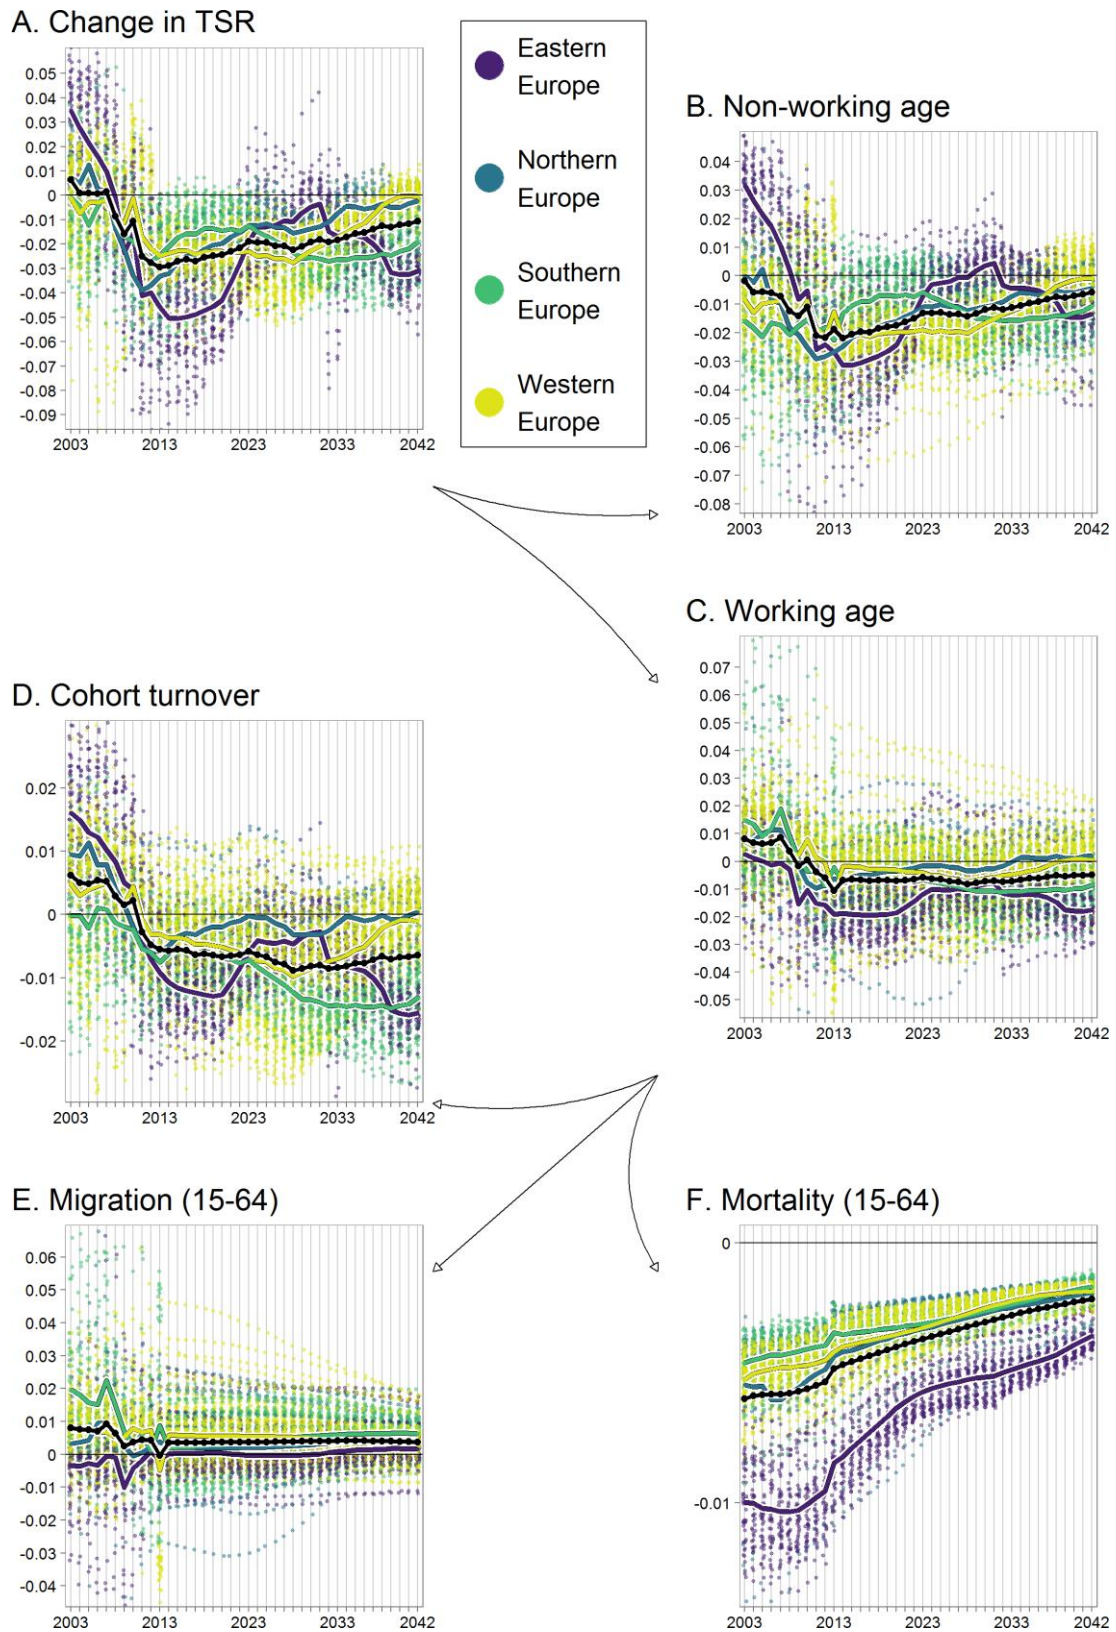 A. Change in TSR
0.05
0.04
0.03
0.02
0.01
0
-0.01
-0.02
-0.03
-0.04
-0.05
-0.06
-0.07
-0.08
-0.09
2003 2013 2023 2033 2042
Eastern
Europe
Northern
Europe
Southern
Europe
Western
Europe
B. Non-working age
0.04
0.03
0.02
0.01
0
-0.01
-0.02
-0.03
-0.04
-0.05
-0.06
-0.07
-0.08
2003 2013 2023 2033 2042
C. Working age
0.07
0.06
0.05
0.04
0.03
0.02
0.01
0
-0.01
-0.02
-0.03
-0.04
-0.05
2003 2013 2023 2033 2042
D. Cohort turnover
0.02
0.01
0
-0.01
-0.02
2003 2013 2023 2033 2042
E. Migration (15-64)
0.06
0.05
0.04
0.03
0.02
0.01
0
-0.01
-0.02
-0.03
-0.04
2003 2013 2023 2033 2042
F. Mortality (15-64)
0
-0.01
2003 2013 2023 2033 2042